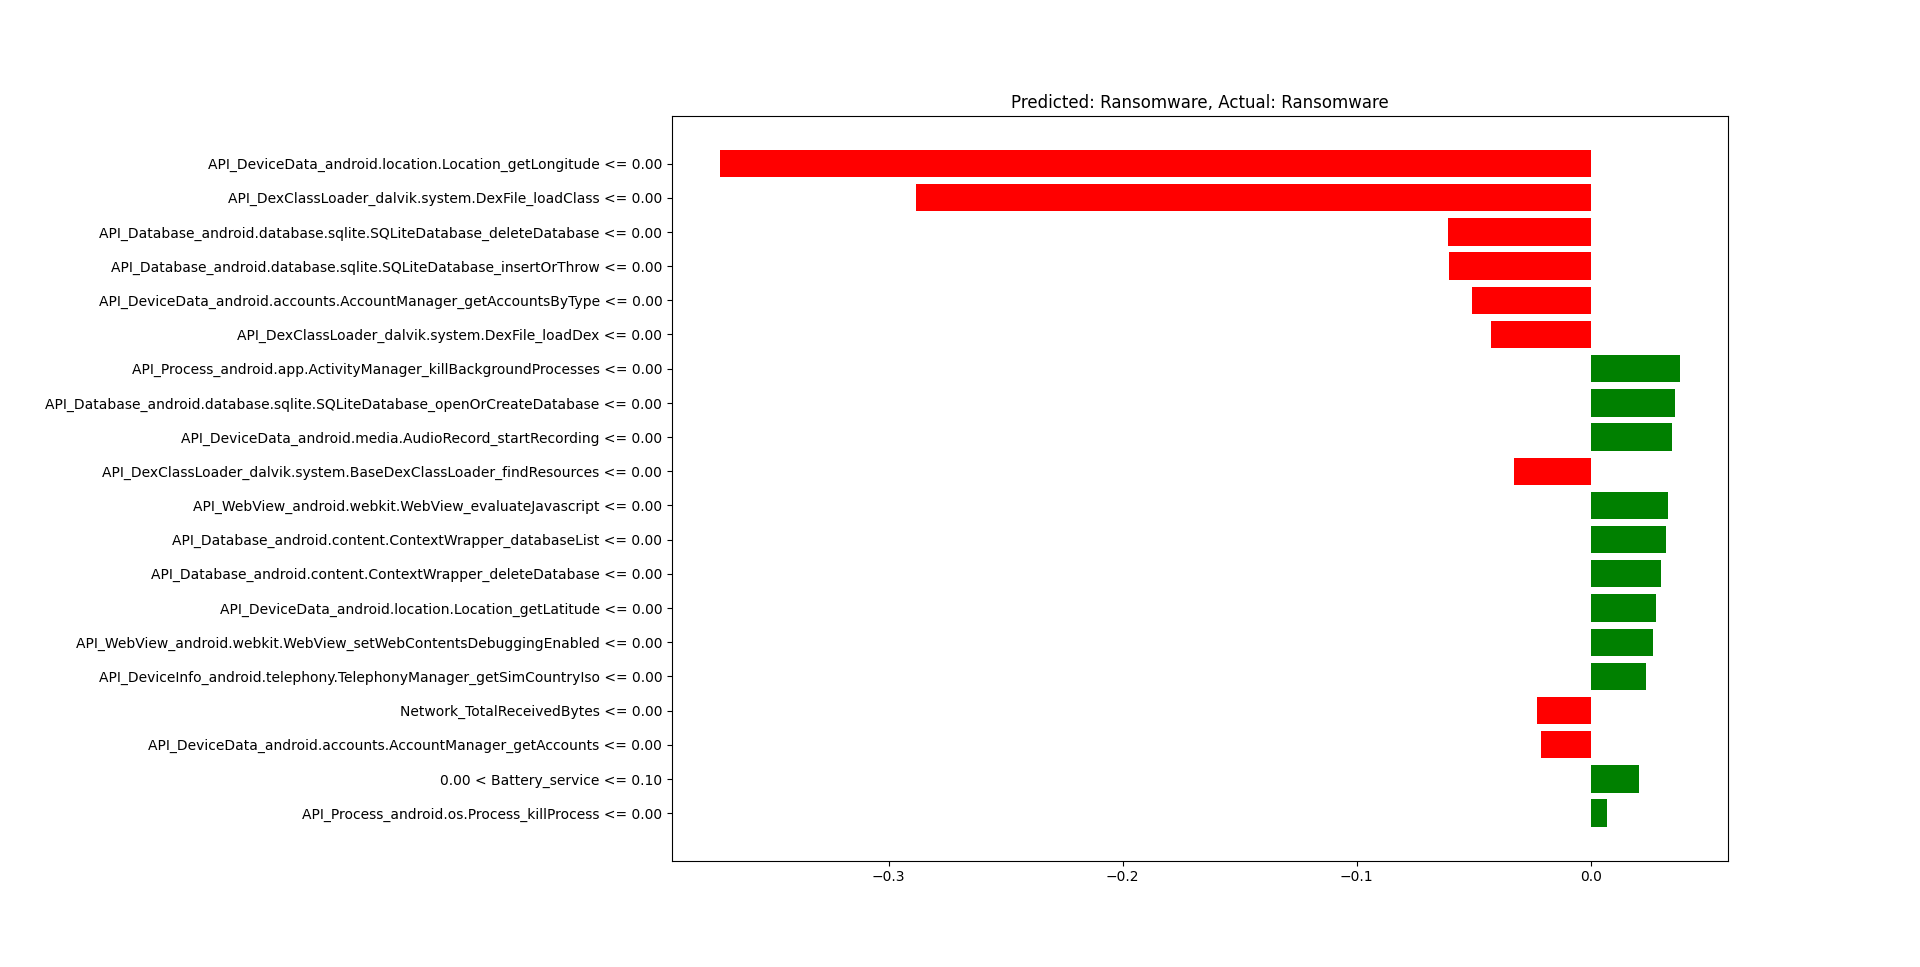 Predicted: Ransomware, Actual: Ransomware
API_DeviceData_android.location.Location_getLongitude <= 0.00
API_DexClassLoader_dalvik.system.DexFile_loadClass <= 0.00
API_Database_android.database.sqlite.SQLiteDatabase_deleteDatabase <= 0.00
API_Database_android.database.sqlite.SQLiteDatabase_insertOrThrow <= 0.00
API_DeviceData_android.accounts.AccountManager_getAccountsByType <= 0.00
API_DexClassLoader_dalvik.system.DexFile_loadDex <= 0.00
API_Process_android.app.ActivityManager_killBackgroundProcesses <= 0.00
API_Database_android.database.sqlite.SQLiteDatabase_openOrCreateDatabase <= 0.00
API_DeviceData_android.media.AudioRecord_startRecording <= 0.00
API_DexClassLoader_dalvik.system.BaseDexClassLoader_findResources <= 0.00
API_WebView_android.webkit.WebView_evaluateJavascript <= 0.00
API_Database_android.content.ContextWrapper_databaseList <= 0.00
API_Database_android.content.ContextWrapper_deleteDatabase <= 0.00
API_DeviceData_android.location.Location_getLatitude <= 0.00
API_WebView_android.webkit.WebView_setWebContentsDebuggingEnabled <= 0.00
API_DeviceInfo_android.telephony.TelephonyManager_getSimCountryIso <= 0.00
Network_TotalReceivedBytes <= 0.00
API_DeviceData_android.accounts.AccountManager_getAccounts <= 0.00
0.00 < Battery_service <= 0.10
API_Process_android.os.Process_killProcess <= 0.00
−0.3 −0.2 −0.1 0.0